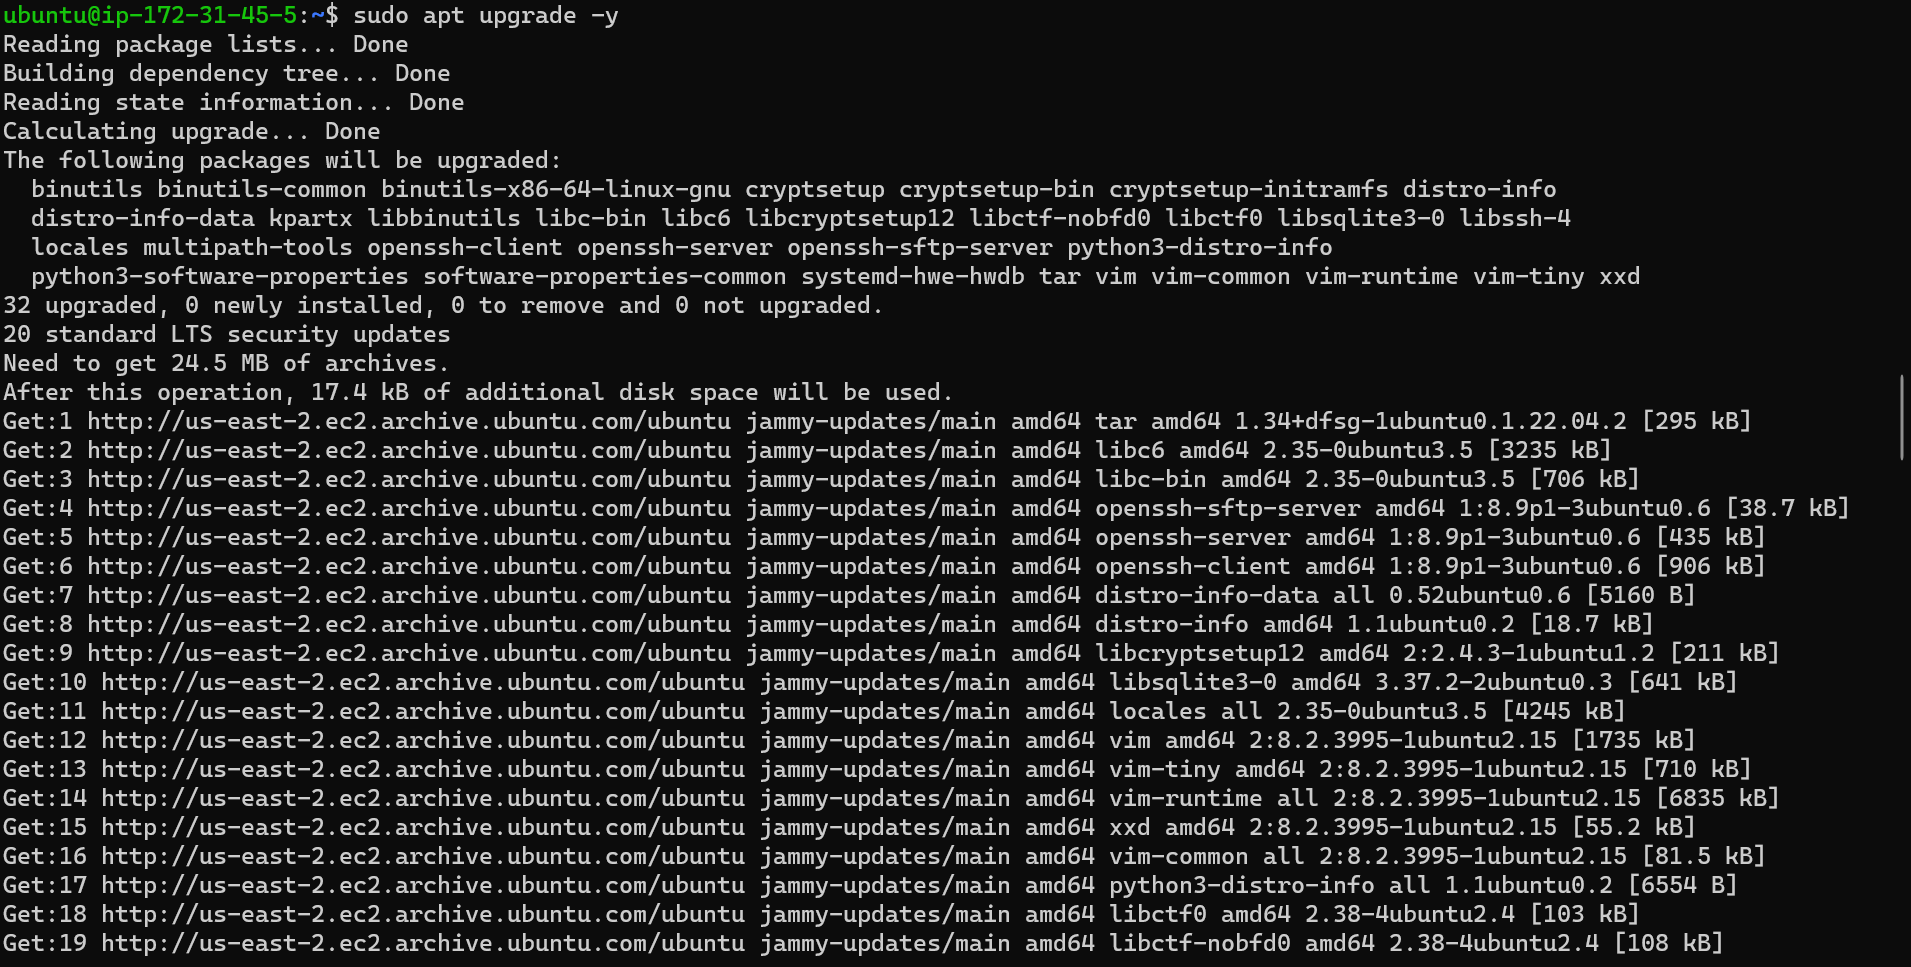 ubuntu@ip-172-31-45-5:~$ sudo apt upgrade -y
Reading package lists... Done
Building dependency tree... Done
Reading state information... Done
Calculating upgrade... Done
The following packages will be upgraded:
  binutils binutils-common binutils-x86-64-linux-gnu cryptsetup cryptsetup-bin cryptsetup-initramfs distro-info
  distro-info-data kpartx libbinutils libc-bin libc6 libcryptsetup12 libctf-nobfd0 libctf0 libsqlite3-0 libssh-4
  locales multipath-tools openssh-client openssh-server openssh-sftp-server python3-distro-info
  python3-software-properties software-properties-common systemd-hwe-hwdb tar vim vim-common vim-runtime vim-tiny xxd
32 upgraded, 0 newly installed, 0 to remove and 0 not upgraded.
20 standard LTS security updates
Need to get 24.5 MB of archives.
After this operation, 17.4 kB of additional disk space will be used.
Get:1 http://us-east-2.ec2.archive.ubuntu.com/ubuntu jammy-updates/main amd64 tar amd64 1.34+dfsg-1ubuntu0.1.22.04.2 [295 kB]
Get:2 http://us-east-2.ec2.archive.ubuntu.com/ubuntu jammy-updates/main amd64 libc6 amd64 2.35-0ubuntu3.5 [3235 kB]
Get:3 http://us-east-2.ec2.archive.ubuntu.com/ubuntu jammy-updates/main amd64 libc-bin amd64 2.35-0ubuntu3.5 [706 kB]
Get:4 http://us-east-2.ec2.archive.ubuntu.com/ubuntu jammy-updates/main amd64 openssh-sftp-server amd64 1:8.9p1-3ubuntu0.6 [38.7 kB]
Get:5 http://us-east-2.ec2.archive.ubuntu.com/ubuntu jammy-updates/main amd64 openssh-server amd64 1:8.9p1-3ubuntu0.6 [435 kB]
Get:6 http://us-east-2.ec2.archive.ubuntu.com/ubuntu jammy-updates/main amd64 openssh-client amd64 1:8.9p1-3ubuntu0.6 [906 kB]
Get:7 http://us-east-2.ec2.archive.ubuntu.com/ubuntu jammy-updates/main amd64 distro-info-data all 0.52ubuntu0.6 [5160 B]
Get:8 http://us-east-2.ec2.archive.ubuntu.com/ubuntu jammy-updates/main amd64 distro-info amd64 1.1ubuntu0.2 [18.7 kB]
Get:9 http://us-east-2.ec2.archive.ubuntu.com/ubuntu jammy-updates/main amd64 libcryptsetup12 amd64 2:2.4.3-1ubuntu1.2 [211 kB]
Get:10 http://us-east-2.ec2.archive.ubuntu.com/ubuntu jammy-updates/main amd64 libsqlite3-0 amd64 3.37.2-2ubuntu0.3 [641 kB]
Get:11 http://us-east-2.ec2.archive.ubuntu.com/ubuntu jammy-updates/main amd64 locales all 2.35-0ubuntu3.5 [4245 kB]
Get:12 http://us-east-2.ec2.archive.ubuntu.com/ubuntu jammy-updates/main amd64 vim amd64 2:8.2.3995-1ubuntu2.15 [1735 kB]
Get:13 http://us-east-2.ec2.archive.ubuntu.com/ubuntu jammy-updates/main amd64 vim-tiny amd64 2:8.2.3995-1ubuntu2.15 [710 kB]
Get:14 http://us-east-2.ec2.archive.ubuntu.com/ubuntu jammy-updates/main amd64 vim-runtime all 2:8.2.3995-1ubuntu2.15 [6835 kB]
Get:15 http://us-east-2.ec2.archive.ubuntu.com/ubuntu jammy-updates/main amd64 xxd amd64 2:8.2.3995-1ubuntu2.15 [55.2 kB]
Get:16 http://us-east-2.ec2.archive.ubuntu.com/ubuntu jammy-updates/main amd64 vim-common all 2:8.2.3995-1ubuntu2.15 [81.5 kB]
Get:17 http://us-east-2.ec2.archive.ubuntu.com/ubuntu jammy-updates/main amd64 python3-distro-info all 1.1ubuntu0.2 [6554 B]
Get:18 http://us-east-2.ec2.archive.ubuntu.com/ubuntu jammy-updates/main amd64 libctf0 amd64 2.38-4ubuntu2.4 [103 kB]
Get:19 http://us-east-2.ec2.archive.ubuntu.com/ubuntu jammy-updates/main amd64 libctf-nobfd0 amd64 2.38-4ubuntu2.4 [108 kB]